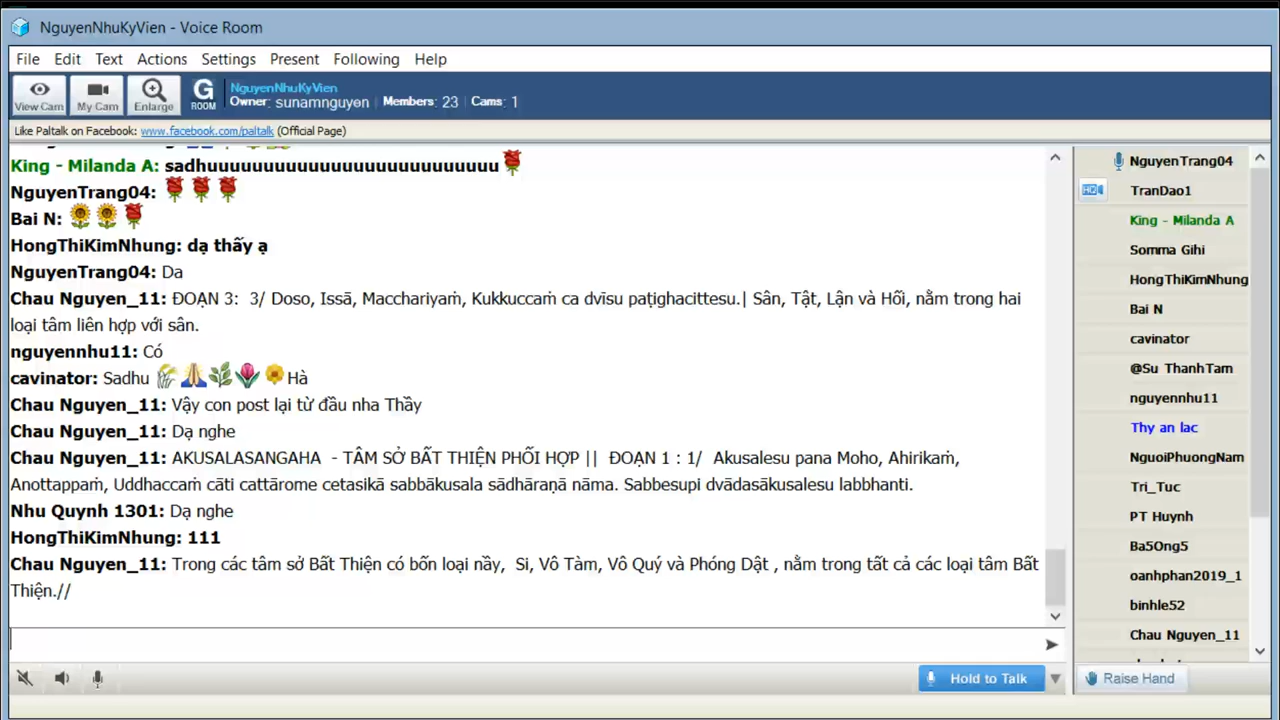 NguyenNhuKyVien - Voice Room
File Edit Text Actions Settings Present Following Help
View Cam My Cam Enlarge G ROOM
NguyenNhuKyVien
Owner: sunamnguyen | Members: 23 | Cams: 1
Like Paltalk on Facebook: www.facebook.com/paltalk (Official Page)
King - Milanda A: sadhuuuuuuuuuuuuuuuuuuuuuuuuuu
NguyenTrang04:
Bai N:
HongThiKimNhung: dạ thấy ạ
NguyenTrang04: Da
Chau Nguyen_11: ĐOẠN 3: 3/ Doso, Issā, Macchariyaṁ, Kukkuccaṁ ca dvīsu paṭighacittesu.| Sân, Tật, Lận và Hối, nằm trong hai
loại tâm liên hợp với sân.
nguyennhu11: Có
cavinator: Sadhu Hà
Chau Nguyen_11: Vậy con post lại từ đầu nha Thầy
Chau Nguyen_11: Dạ nghe
Chau Nguyen_11: AKUSALASANGAHA - TÂM SỞ BẤT THIỆN PHỐI HỢP || ĐOẠN 1 : 1/ Akusalesu pana Moho, Ahirikaṁ,
Anottappaṁ, Uddhaccaṁ cāti cattārome cetasikā sabbākusala sādhāraṇā nāma. Sabbesupi dvādasākusalesu labbhanti.
Nhu Quynh 1301: Dạ nghe
HongThiKimNhung: 111
Chau Nguyen_11: Trong các tâm sở Bất Thiện có bốn loại nầy, Si, Vô Tàm, Vô Quý và Phóng Dật , nằm trong tất cả các loại tâm Bất
Thiện.//
Hold to Talk
NguyenTrang04
TranDao1
King - Milanda A
Somma Gihi
HongThiKimNhung
Bai N
cavinator
@Su ThanhTam
nguyennhu11
Thy an lac
NguoiPhuongNam
Tri_Tuc
PT Huynh
Ba5Ong5
oanhphan2019_1
binhle52
Chau Nguyen_11
Raise Hand